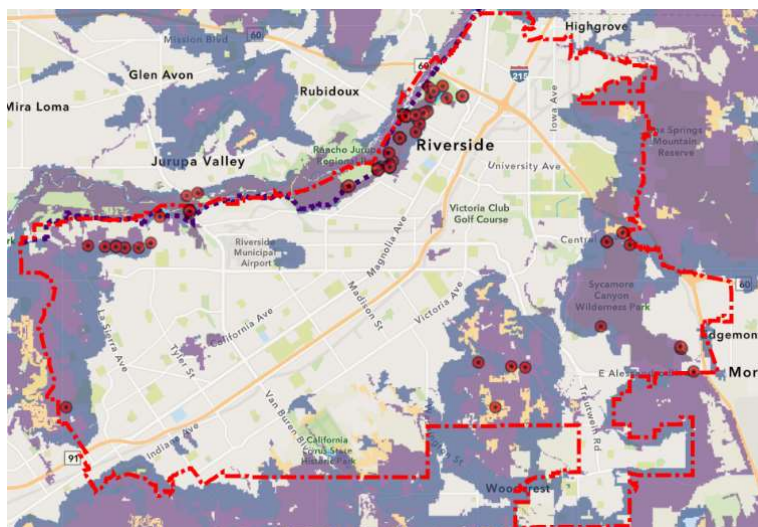 Highgrove
Mission Blvd
60
60
Glen Avon
215
Rubidoux
Iowa Ave
Mira Loma
Springs
Mountain
Reserve
Rancho Jurupa
Regional
Riverside
Jurupa Valley
University Ave
Victoria Club
Golf Course
Central
Riverside
Municipal
Airport
Magnolia Ave
60
Sycamore
Canyon
Wilderness Park
Madison St
Victoria Ave
La Sierra Ave
California Ave
Edgemont
Tyler St
E Alessandro
Mor
Trautwein Rd
Van Buren Bl
Indiana Ave
California
Citrus State
Historic Park
91
Woodcrest